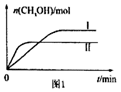 n(CH₃OH)/mol
I
II
0
t/min
图1